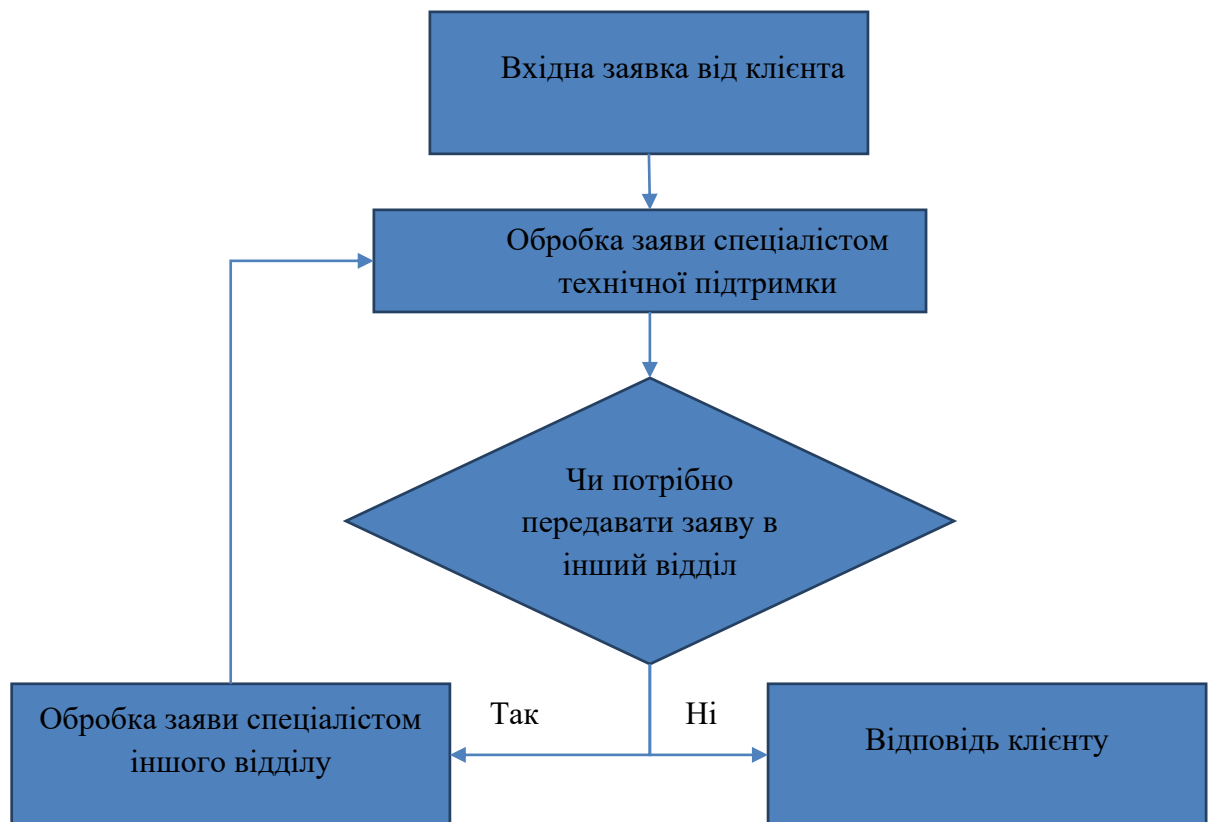 Вхідна заявка від клієнта
Обробка заяви спеціалістом
технічної підтримки
Чи потрібно
передавати заяву в
інший відділ
Так
Ні
Обробка заяви спеціалістом
іншого відділу
Відповідь клієнту